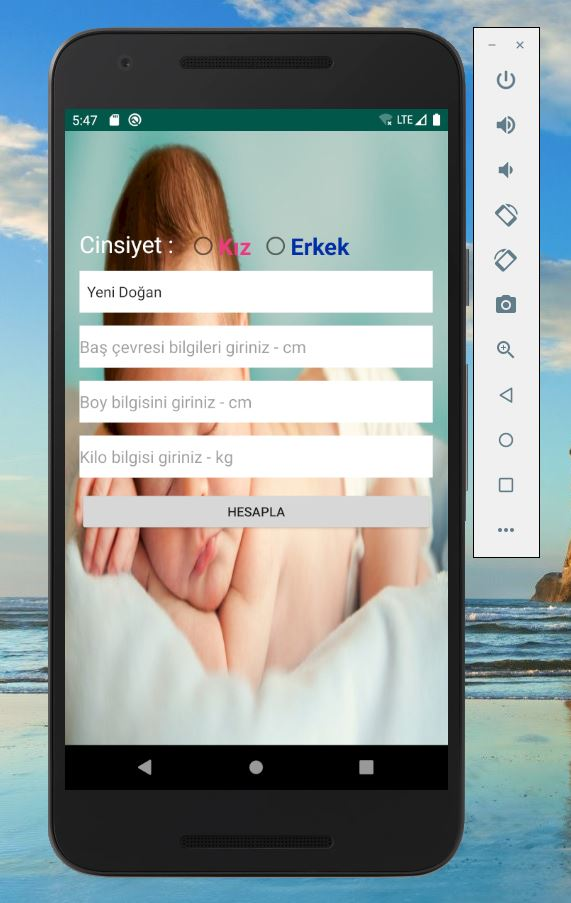 5:47 LTE
Cinsiyet : Kız Erkek
Yeni Doğan
Baş çevresi bilgileri giriniz - cm
Boy bilgisini giriniz - cm
Kilo bilgisi giriniz - kg
HESAPLA